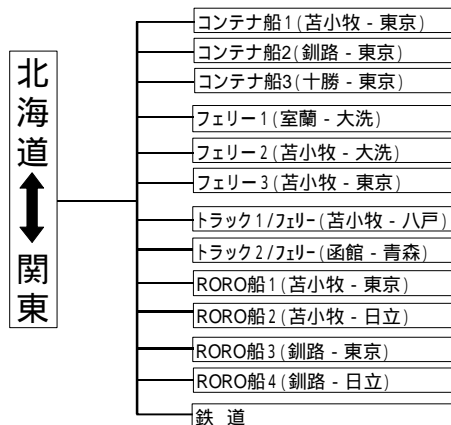 北海道
関東
コンテナ船1(苫小牧 - 東京)
コンテナ船2(釧路 - 東京)
コンテナ船3(十勝 - 東京)
フェリー1(室蘭 - 大洗)
フェリー2(苫小牧 - 大洗)
フェリー3(苫小牧 - 東京)
トラック1/フェリー(苫小牧 - 八戸)
トラック2/フェリー(函館 - 青森)
RORO船1(苫小牧 - 東京)
RORO船2(苫小牧 - 日立)
RORO船3(釧路 - 東京)
RORO船4(釧路 - 日立)
鉄 道